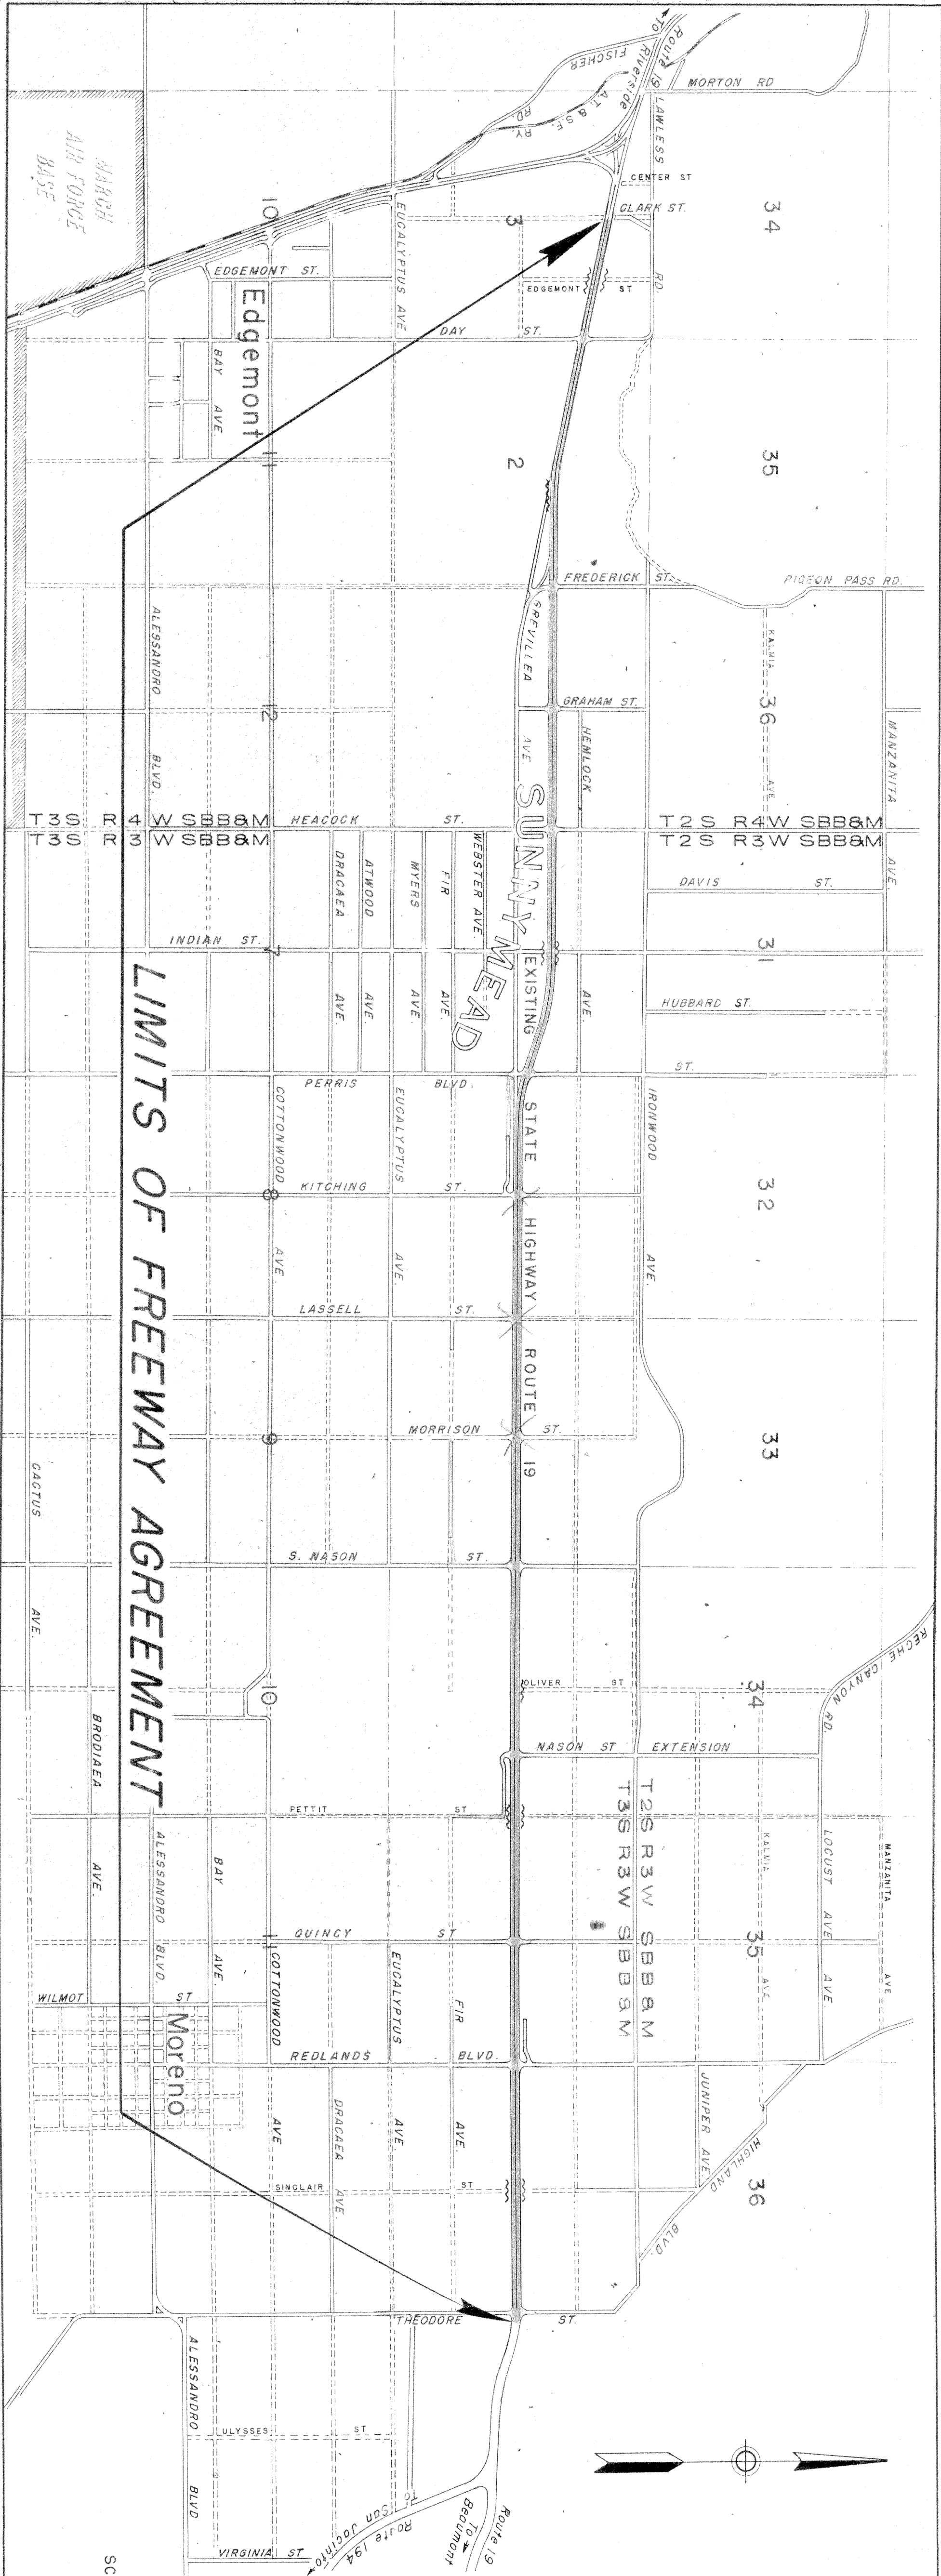 To Riverside
Route 19
MORTON RD
FISCHER
RD
A.T. & S.F. RY.
LAWLESS
RD.
CENTER ST
CLARK ST.
34
3
10
MARCH
AIR FORCE
BASE
EDGEMONT ST.
EDGEMONT ST
EUCALYPTUS AVE
DAY ST.
Edgemont
BAY AVE.
11
2
35
FREDERICK ST.
PIGEON PASS RD.
GREVILLEA
AVE
GRAHAM ST.
HEMLOCK
AVE.
KALMIA
AVE
36
MANZANITA
AVE
ALESSANDRO
BLVD.
12
T3S R4W SBB&M
T3S R3W SBB&M
HEACOCK ST.
T2S R4W SBB&M
T2S R3W SBB&M
SUNNYMEAD
DAVIS ST.
DRACAEA
AVE.
ATWOOD
AVE.
MYERS
AVE.
FIR
AVE.
WEBSTER AVE.
INDIAN ST.
7
31
HUBBARD ST.
ST.
PERRIS BLVD.
EXISTING STATE HIGHWAY ROUTE 19
COTTONWOOD
AVE
EUCALYPTUS
AVE
IRONWOOD
AVE.
KITCHING ST.
8
32
LASSELL ST.
MORRISON ST.
9
33
LIMITS OF FREEWAY AGREEMENT
CACTUS
AVE.
S. NASON ST.
RECHE CANYON RD.
10
OLIVER ST
34
NASON ST EXTENSION
BRODIAEA
AVE.
PETTIT ST
T2S R3W SBB&M
T3S R3W SBB&M
KALMIA
AVE
LOCUST AVE
AVE
MANZANITA
AVE
ALESSANDRO
BLVD.
BAY
AVE.
QUINCY ST
11
35
COTTONWOOD
AVE
EUCALYPTUS
AVE
FIR
AVE.
WILMOT ST
Moreno
REDLANDS BLVD.
DRACAEA
AVE.
JUNIPER AVE.
HIGHLAND
BLVD.
SINCLAIR ST
36
THEODORE ST.
ALESSANDRO
BLVD
ULYSSES ST
VIRGINIA ST
To San Jacinto
Route 194
To Beaumont
Route 19
SC